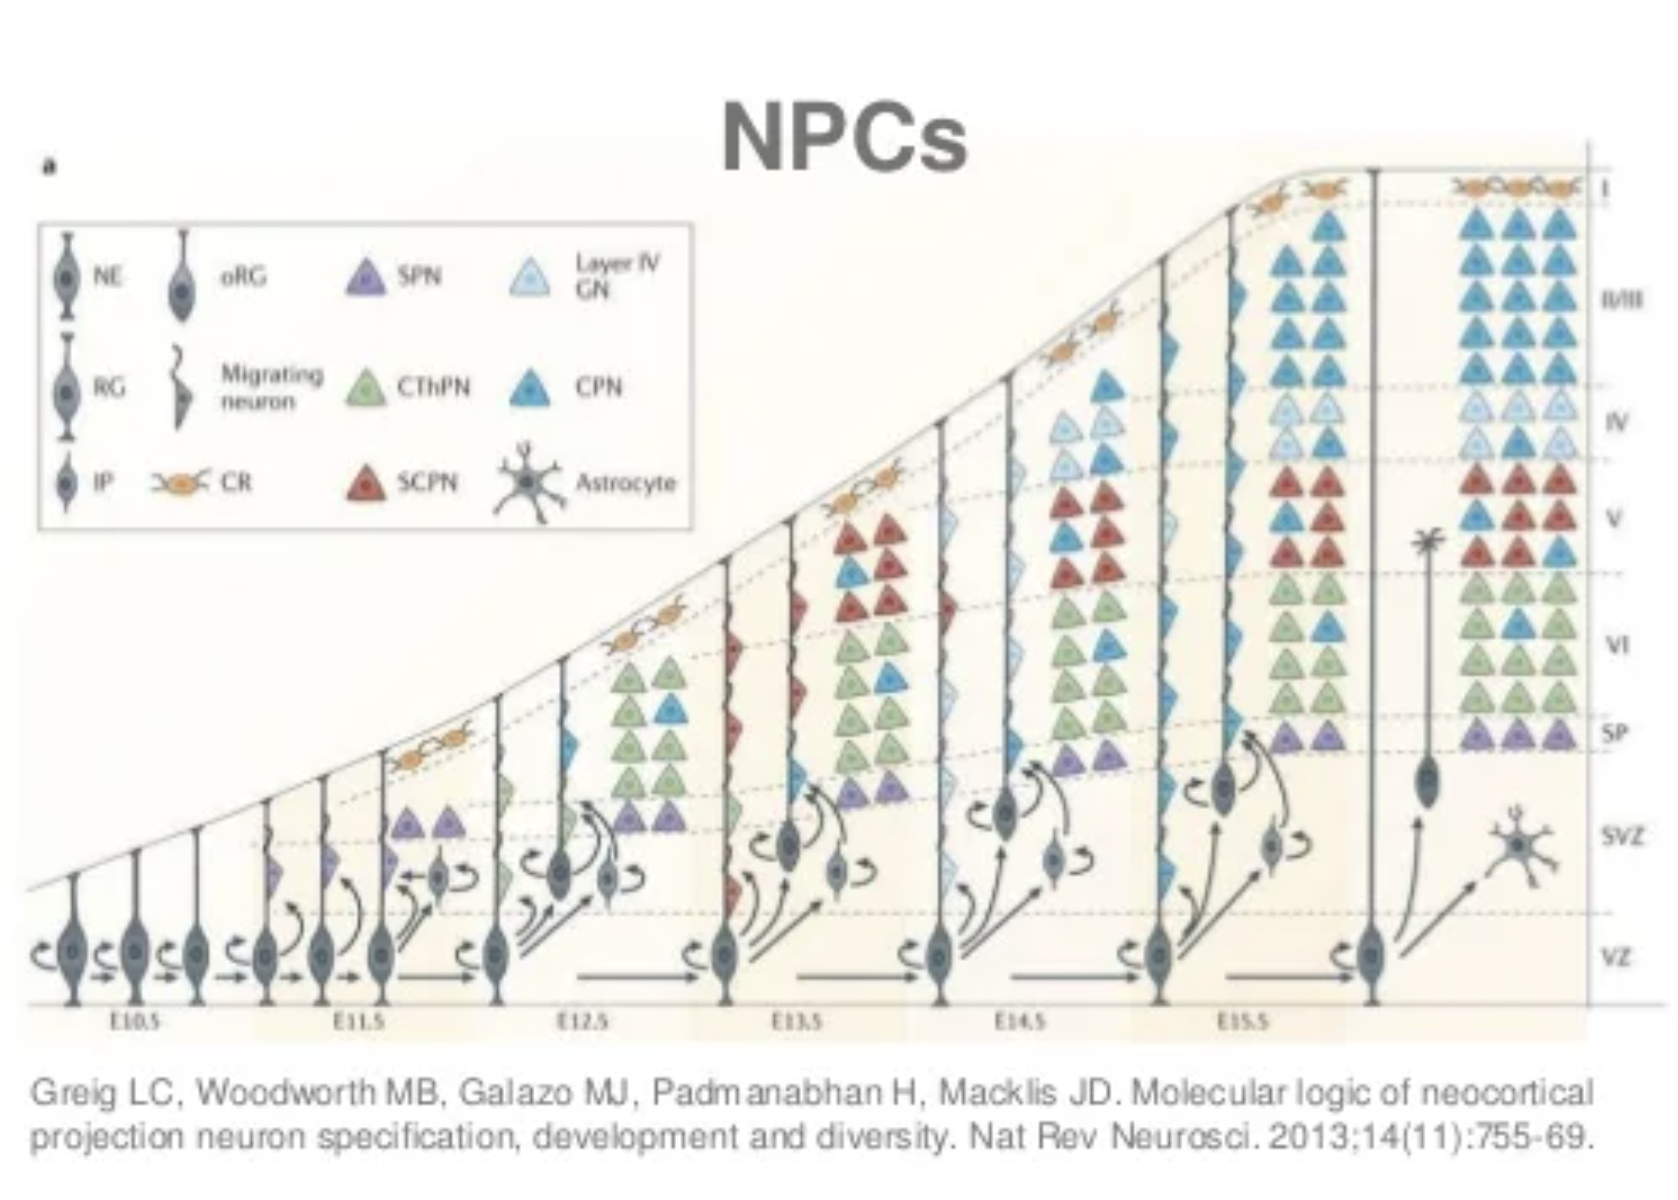 NPCs
a
NE
oRG
SPN
Layer IV
GN
RG
Migrating
neuron
CThPN
CPN
IP
CR
SCPN
Astrocyte
I
II/III
IV
V
VI
SP
SVZ
VZ
E10.5
E11.5
E12.5
E13.5
E14.5
E15.5
Greig LC, Woodworth MB, Galazo MJ, Padmanabhan H, Macklis JD. Molecular logic of neocortical
projection neuron specification, development and diversity. Nat Rev Neurosci. 2013;14(11):755-69.